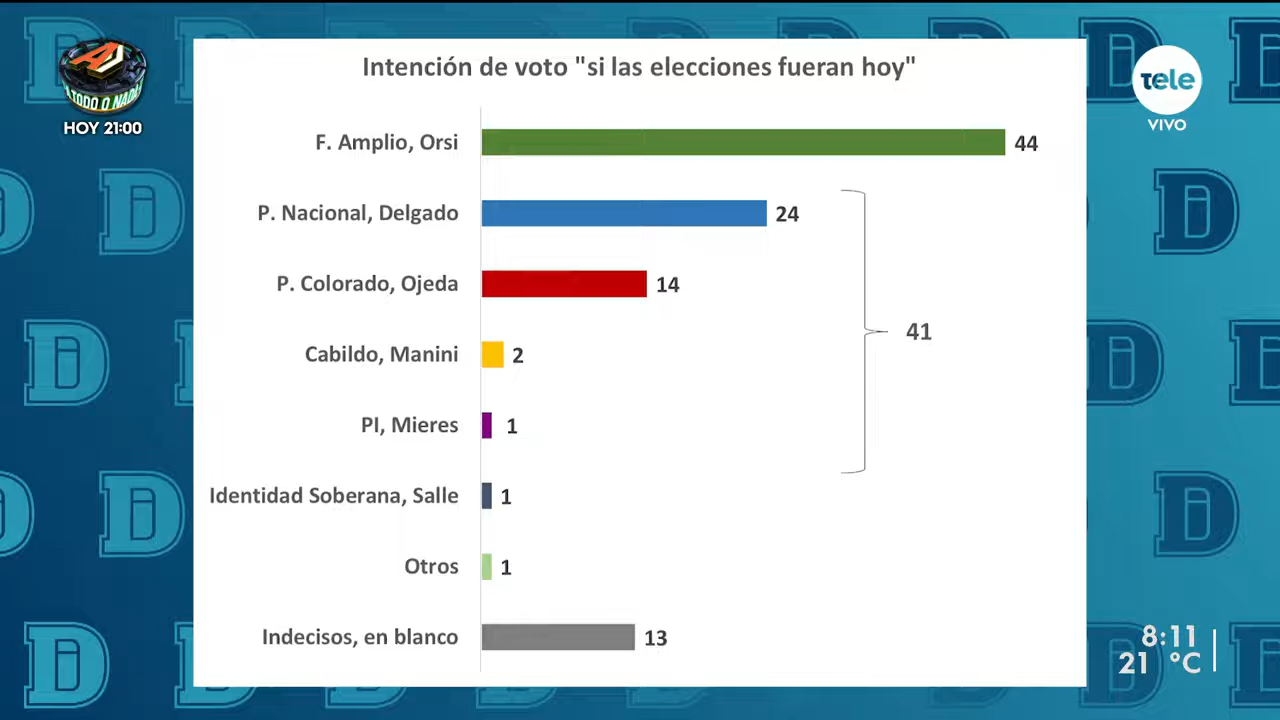 A TODO O NADA
HOY 21:00
tele
VIVO
Intención de voto "si las elecciones fueran hoy"
F. Amplio, Orsi 44
P. Nacional, Delgado 24
P. Colorado, Ojeda 14
41
Cabildo, Manini 2
PI, Mieres 1
Identidad Soberana, Salle 1
Otros 1
Indecisos, en blanco 13
8:11
21 °C